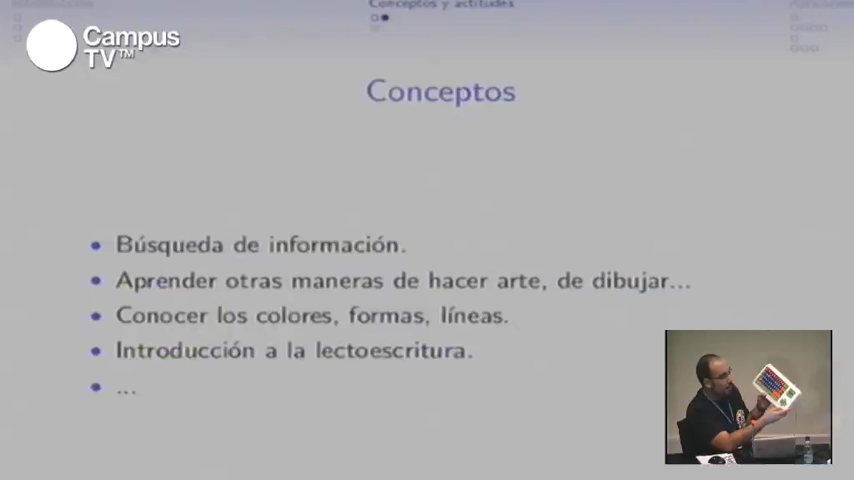 Conceptos y actitudes
Campus
TV™
Conceptos
• Búsqueda de información.
• Aprender otras maneras de hacer arte, de dibujar...
• Conocer los colores, formas, líneas.
• Introducción a la lectoescritura.
• ...